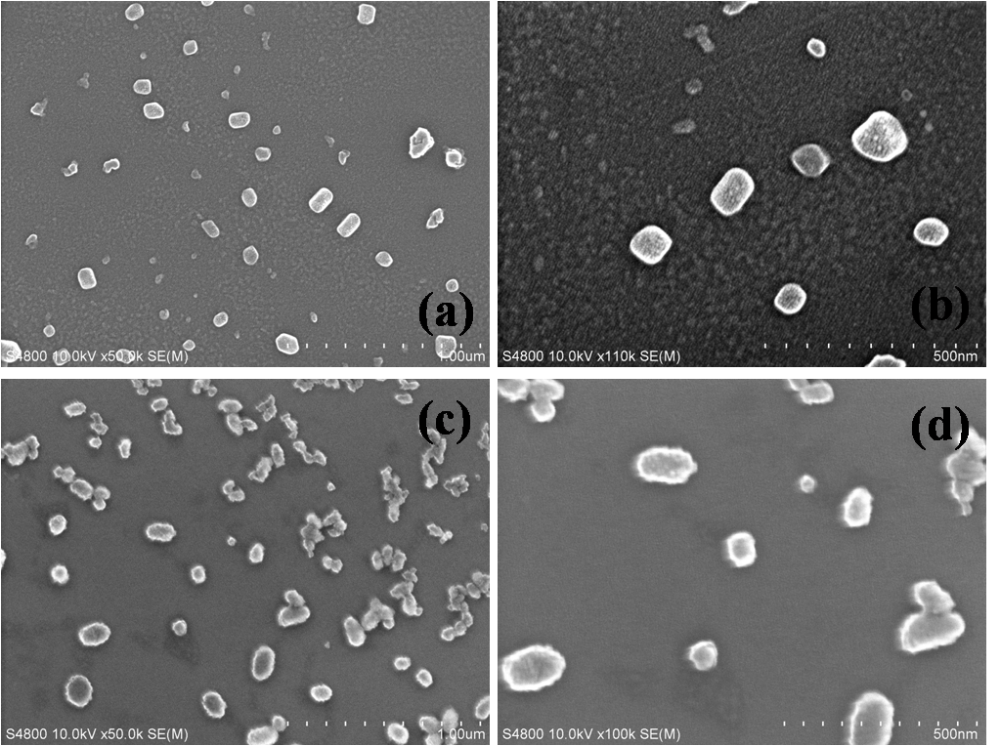 (a)
S4800 10.0kV x50.0k SE(M) 1.00um
(b)
S4800 10.0kV x110k SE(M) 500nm
(c)
S4800 10.0kV x50.0k SE(M) 1.00um
(d)
S4800 10.0kV x100k SE(M) 500nm